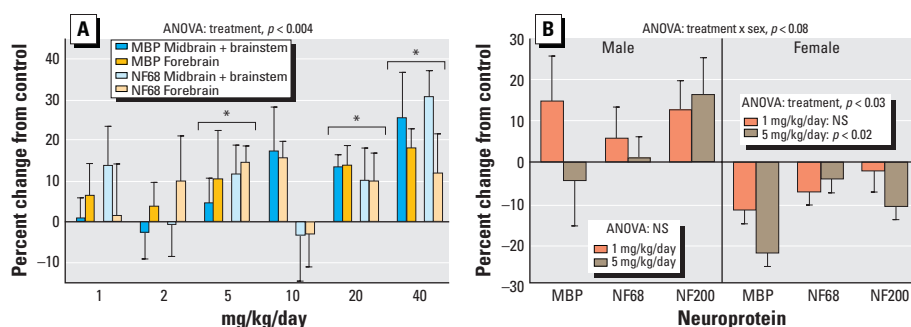 A
ANOVA: treatment, p < 0.004
MBP Midbrain + brainstem
MBP Forebrain
NF68 Midbrain + brainstem
NF68 Forebrain
*
*
*
Percent change from control
40
30
20
10
0
−10
1 2 5 10 20 40
mg/kg/day
B
ANOVA: treatment x sex, p < 0.08
Male Female
ANOVA: treatment, p < 0.03
1 mg/kg/day: NS
5 mg/kg/day: p < 0.02
ANOVA: NS
1 mg/kg/day
5 mg/kg/day
Percent change from control
30
20
10
0
−10
−20
−30
MBP NF68 NF200 MBP NF68 NF200
Neuroprotein